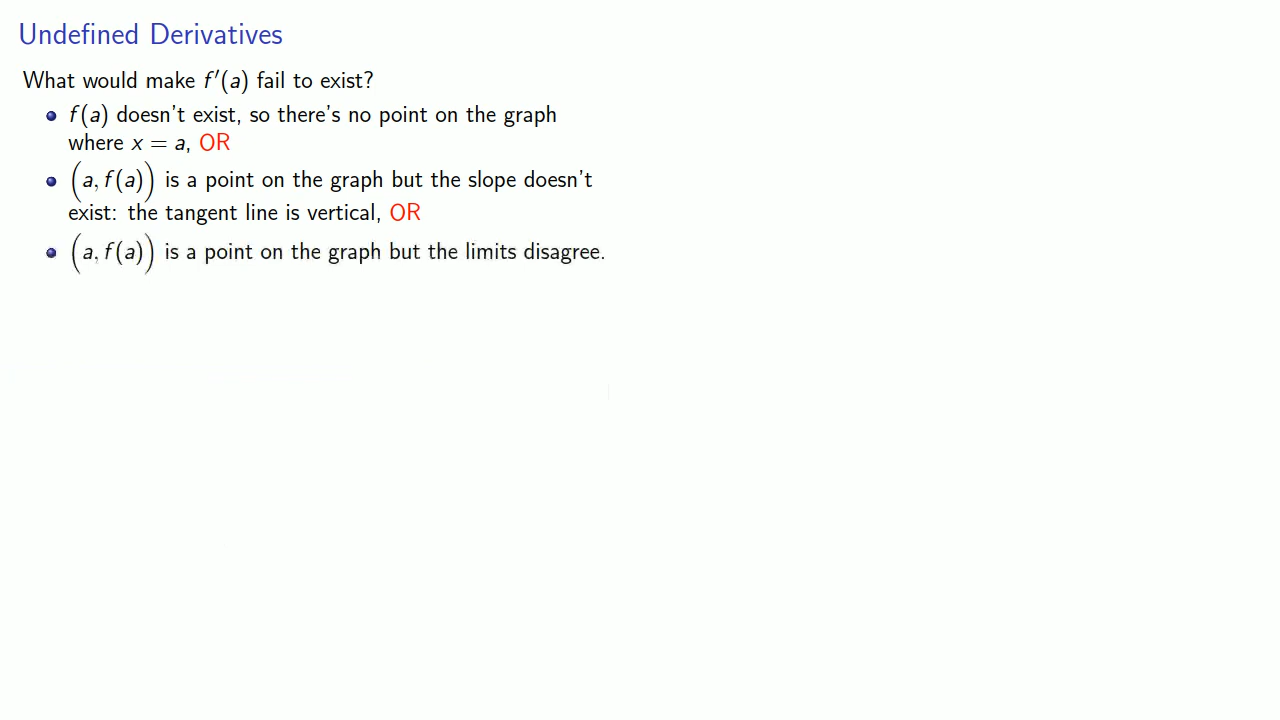 Undefined Derivatives
What would make f′(a) fail to exist?
f(a) doesn't exist, so there's no point on the graph
where x = a, OR
(a, f(a)) is a point on the graph but the slope doesn't
exist: the tangent line is vertical, OR
(a, f(a)) is a point on the graph but the limits disagree.